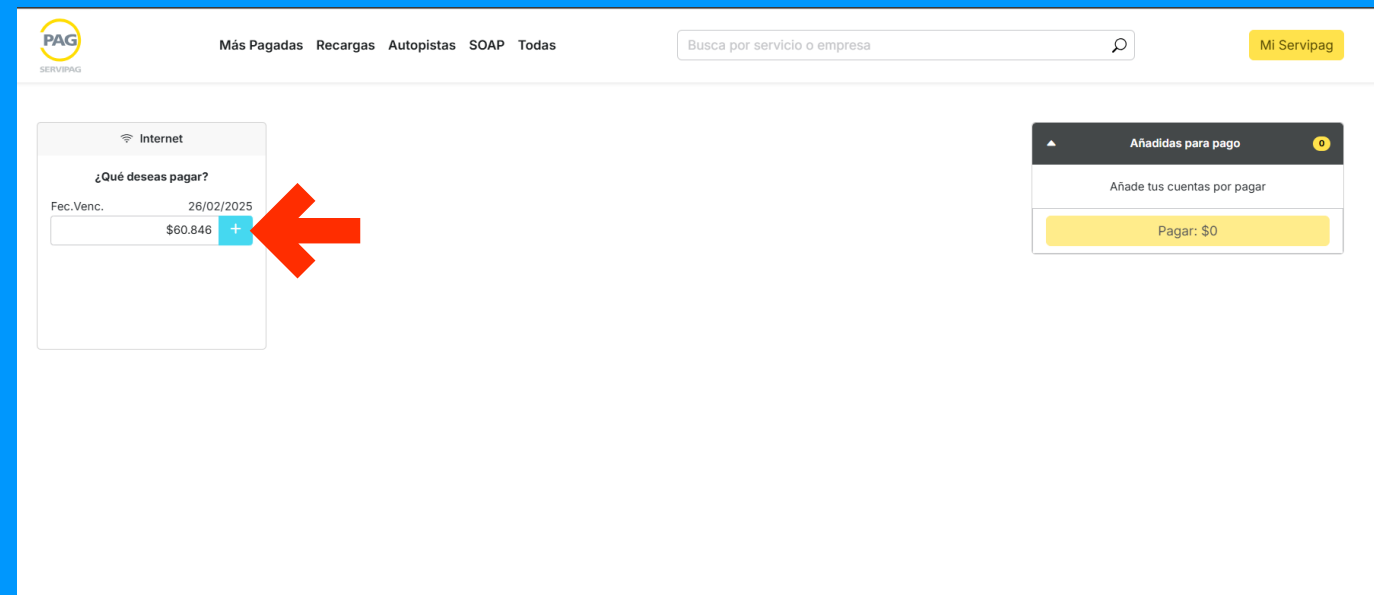 PAG
SERVIPAG
Más Pagadas Recargas Autopistas SOAP Todas
Busca por servicio o empresa
Mi Servipag
Internet
¿Qué deseas pagar?
Fec.Venc. 26/02/2025
$60.846 +
Añadidas para pago 0
Añade tus cuentas por pagar
Pagar: $0